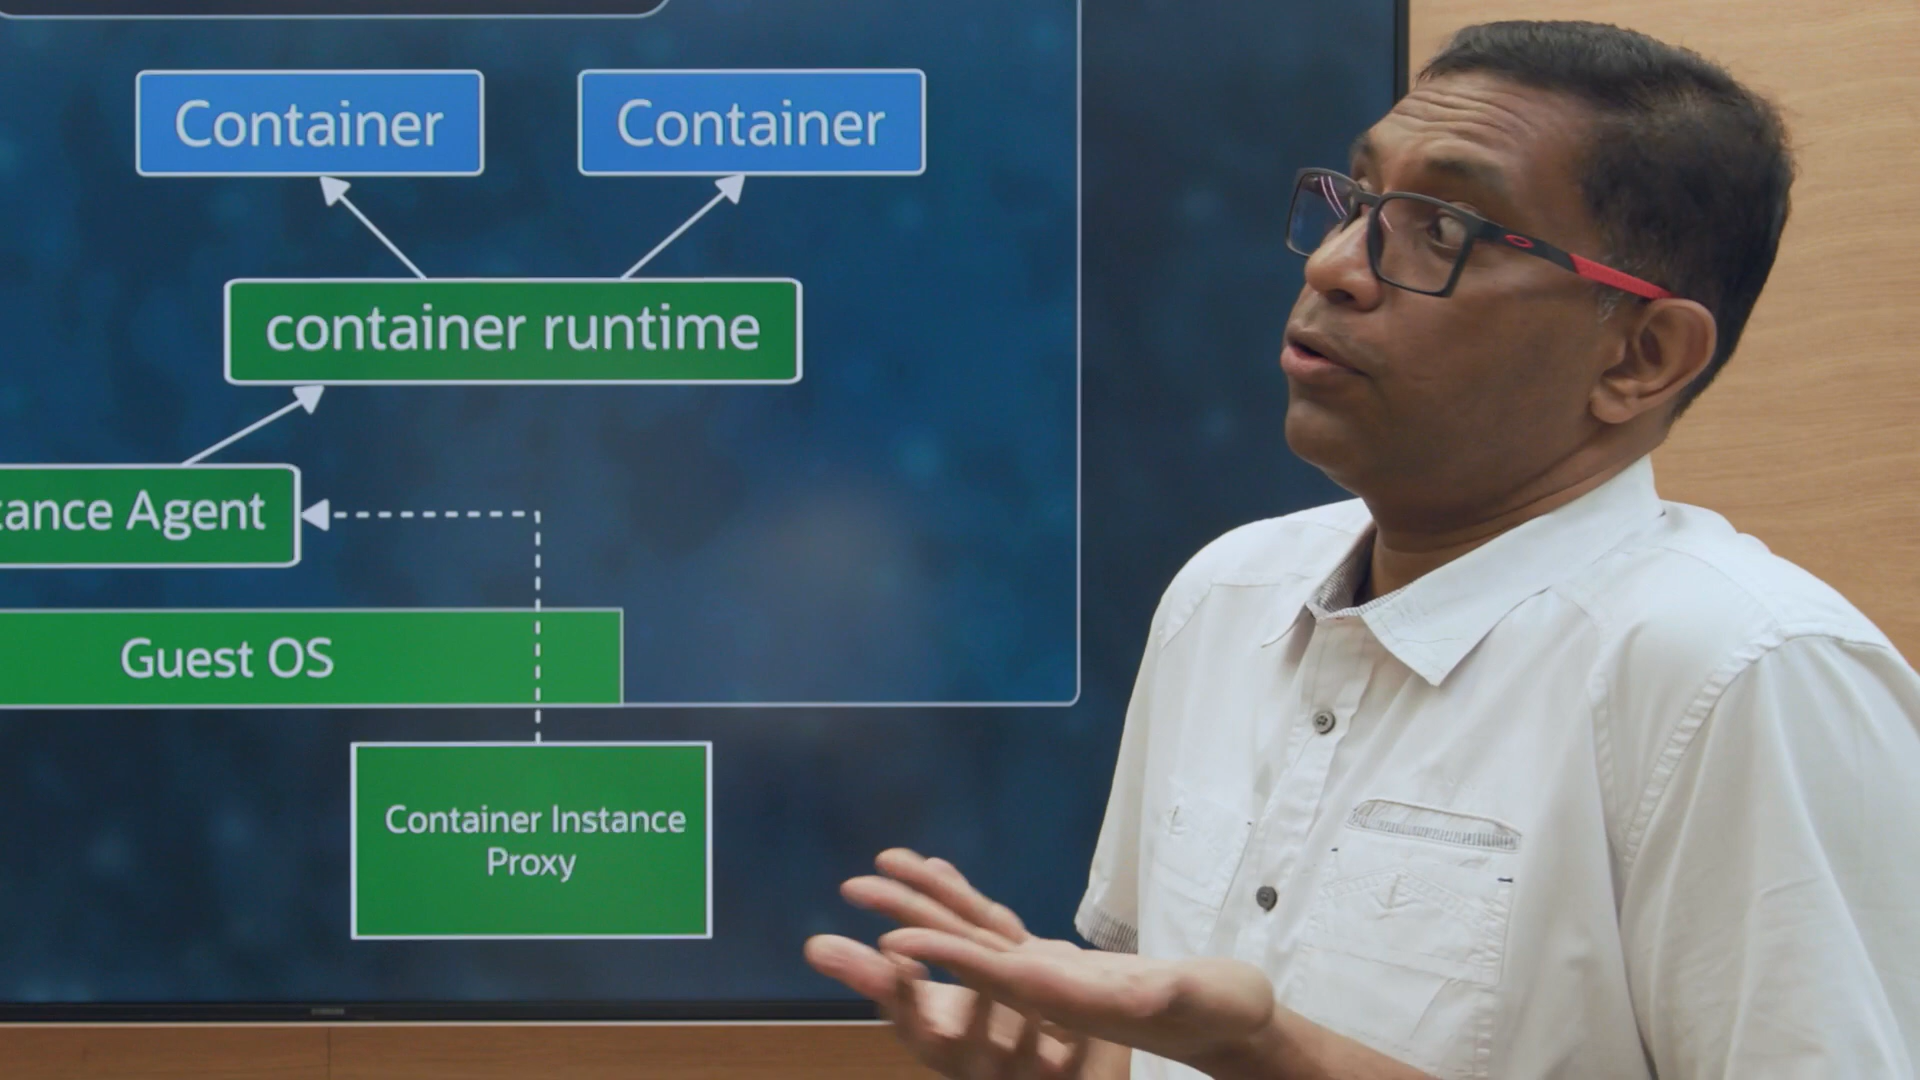 Container
Container
container runtime
tance Agent
Guest OS
Container Instance
Proxy